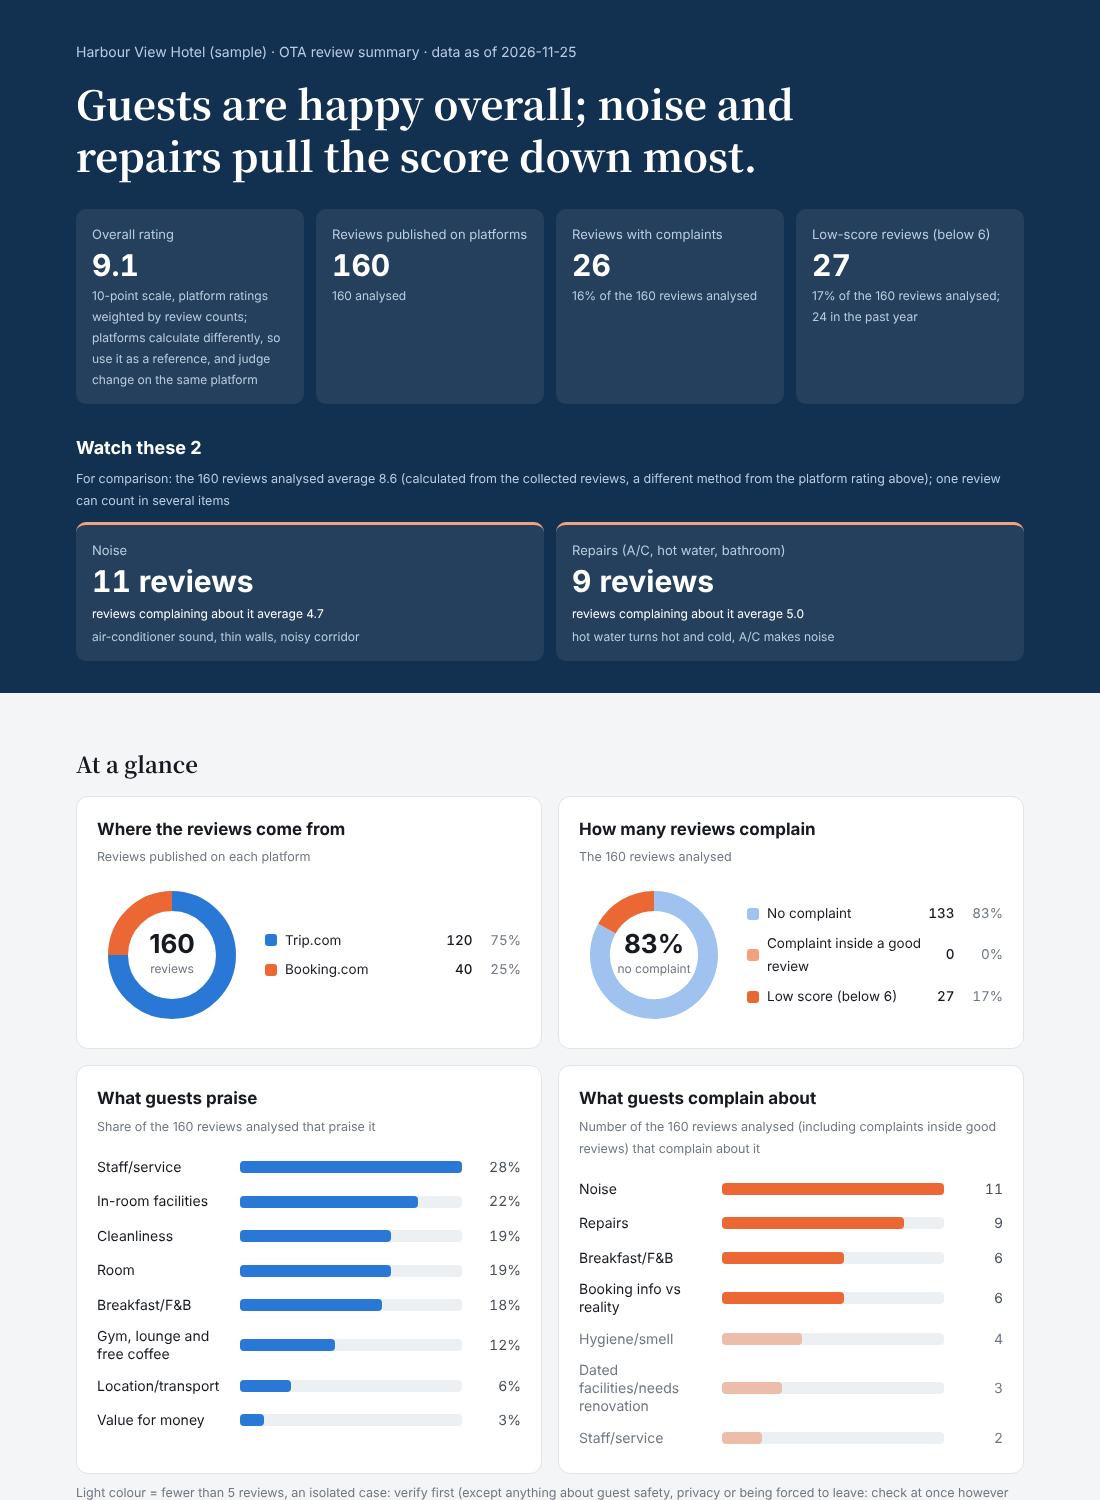 Harbour View Hotel (sample) · OTA review summary · data as of 2026-11-25
Guests are happy overall; noise and
repairs pull the score down most.
Overall rating
9.1
10-point scale, platform ratings
weighted by review counts;
platforms calculate differently, so
use it as a reference, and judge
change on the same platform
Reviews published on platforms
160
160 analysed
Reviews with complaints
26
16% of the 160 reviews analysed
Low-score reviews (below 6)
27
17% of the 160 reviews analysed;
24 in the past year
Watch these 2
For comparison: the 160 reviews analysed average 8.6 (calculated from the collected reviews, a different method from the platform rating above); one review
can count in several items
Noise
11 reviews
reviews complaining about it average 4.7
air-conditioner sound, thin walls, noisy corridor
Repairs (A/C, hot water, bathroom)
9 reviews
reviews complaining about it average 5.0
hot water turns hot and cold, A/C makes noise
At a glance
Where the reviews come from
Reviews published on each platform
160
reviews
Trip.com 120 75%
Booking.com 40 25%
How many reviews complain
The 160 reviews analysed
83%
no complaint
No complaint 133 83%
Complaint inside a good
review 0 0%
Low score (below 6) 27 17%
What guests praise
Share of the 160 reviews analysed that praise it
Staff/service 28%
In-room facilities 22%
Cleanliness 19%
Room 19%
Breakfast/F&B 18%
Gym, lounge and
free coffee 12%
Location/transport 6%
Value for money 3%
What guests complain about
Number of the 160 reviews analysed (including complaints inside good
reviews) that complain about it
Noise 11
Repairs 9
Breakfast/F&B 6
Booking info vs
reality 6
Hygiene/smell 4
Dated
facilities/needs
renovation 3
Staff/service 2
Light colour = fewer than 5 reviews, an isolated case: verify first (except anything about guest safety, privacy or being forced to leave: check at once however